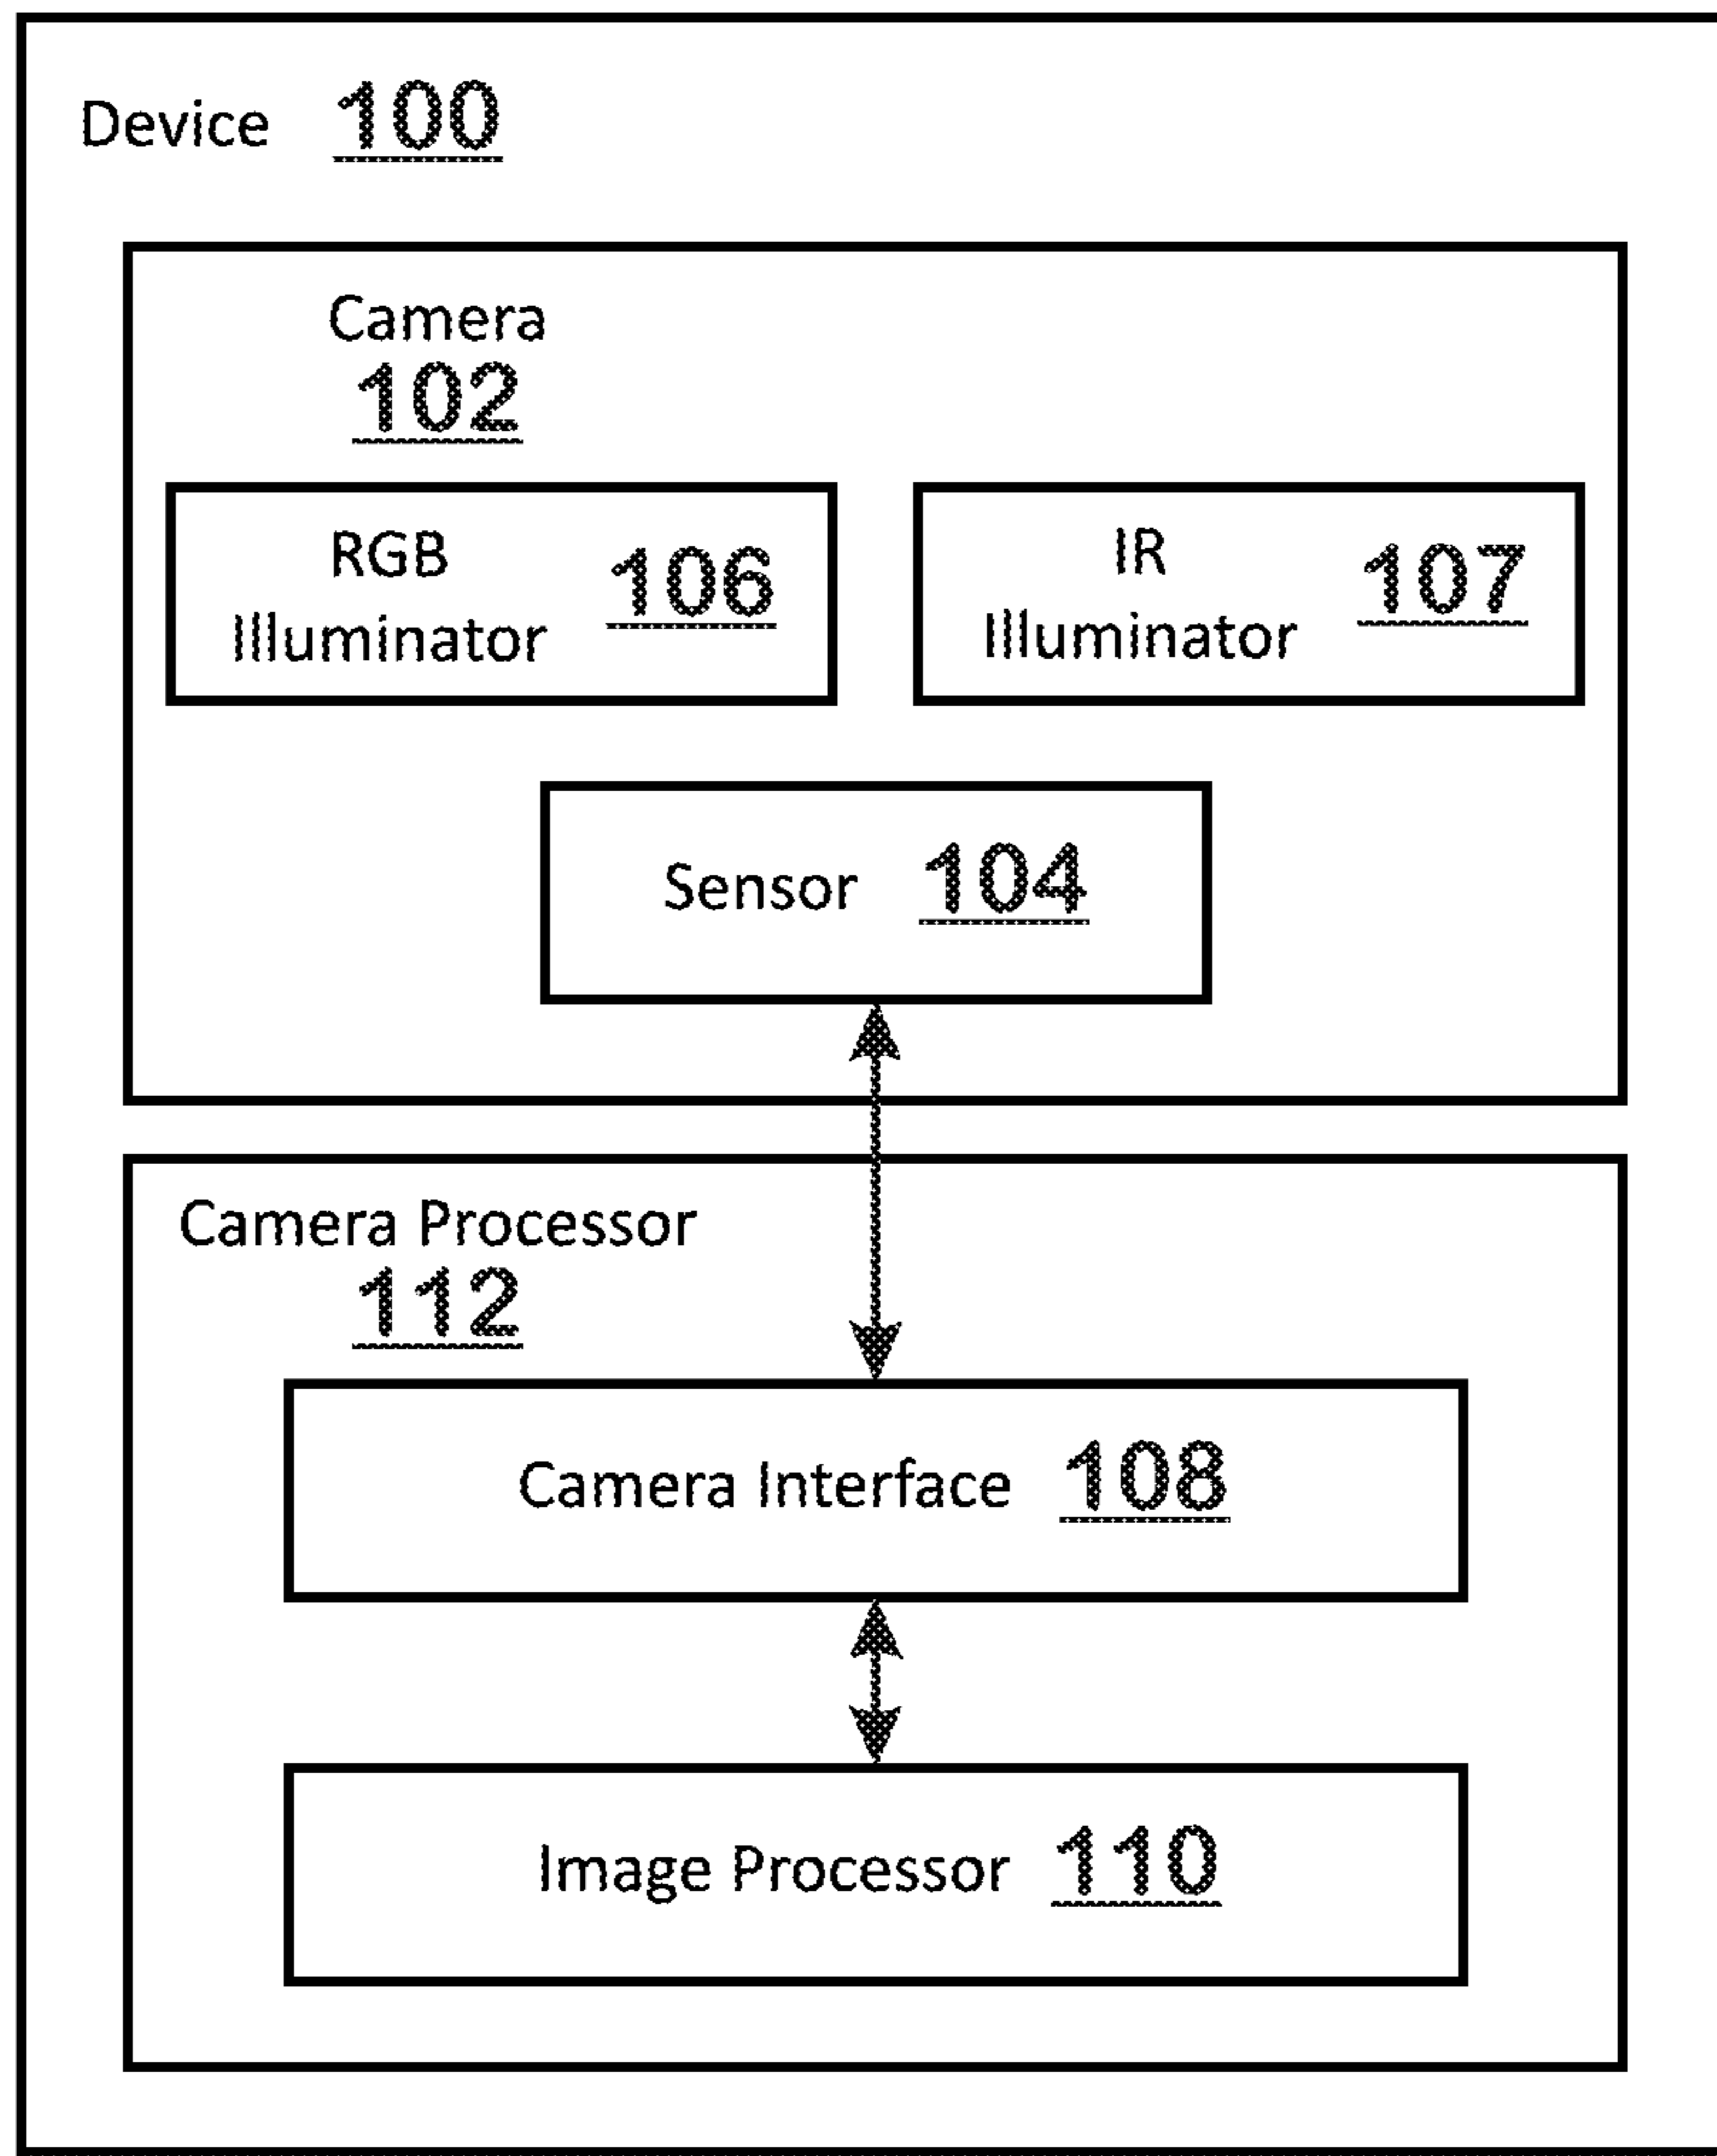 Device 100
Camera
102
RGB
Illuminator 106
IR
Illuminator 107
Sensor 104
Camera Processor
112
Camera Interface 108
Image Processor 110